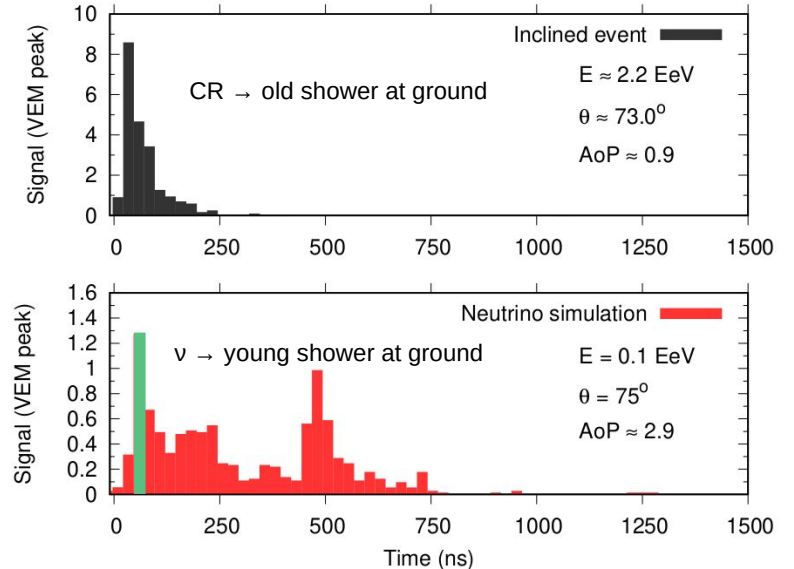 10
8
6
4
2
0
Signal (VEM peak)
Inclined event
CR → old shower at ground
E ≈ 2.2 EeV
θ ≈ 73.0°
AoP ≈ 0.9
0 250 500 750 1000 1250 1500
1.6
1.4
1.2
1
0.8
0.6
0.4
0.2
0
Signal (VEM peak)
Neutrino simulation
ν → young shower at ground
E = 0.1 EeV
θ = 75°
AoP ≈ 2.9
0 250 500 750 1000 1250 1500
Time (ns)